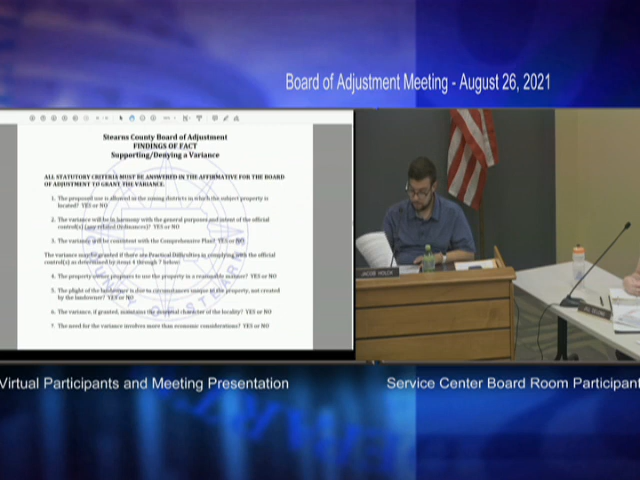 Board of Adjustment Meeting - August 26, 2021
Stearns County Board of Adjustment
FINDINGS OF FACT
Supporting/Denying a Variance
ALL STATUTORY CRITERIA MUST BE ANSWERED IN THE AFFIRMATIVE FOR THE BOARD
OF ADJUSTMENT TO GRANT THE VARIANCE.
1. The proposed use is allowed in the zoning district in which the subject property is
located? YES or NO
2. The variance will be in harmony with the general purposes and intent of the official
control(s) (any related Ordinances)? YES or NO
3. The variance will be consistent with the Comprehensive Plan? YES or NO
The variance may be granted if there are Practical Difficulties in complying with the official
control(s) as determined by items 4 through 7 below:
4. The property owner proposes to use the property in a reasonable manner? YES or NO
5. The plight of the landowner is due to circumstances unique to the property, not created
by the landowner? YES or NO
6. The variance, if granted, maintains the essential character of the locality? YES or NO
7. The need for the variance involves more than economic considerations? YES or NO
JACOB
Virtual Participants and Meeting Presentation
Service Center Board Room Participant